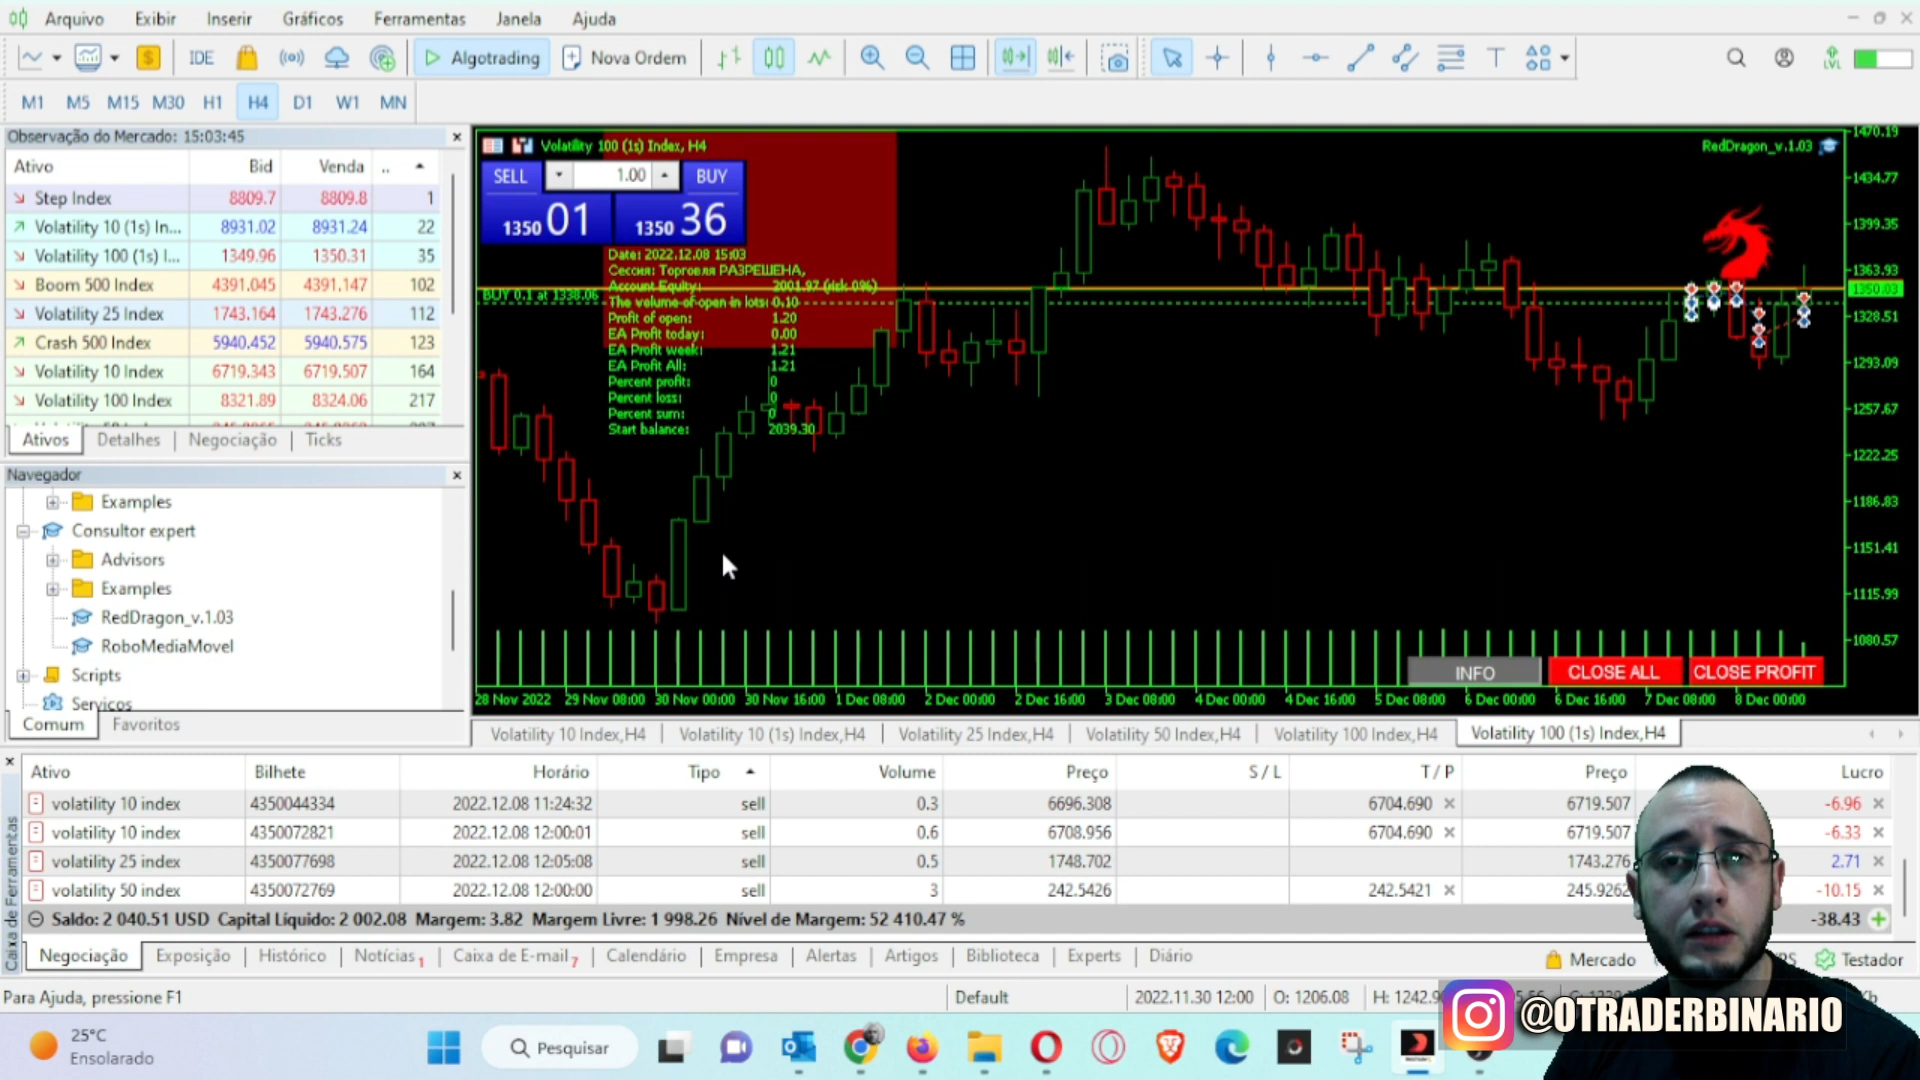 Arquivo Exibir Inserir Gráficos Ferramentas Janela Ajuda
IDE Algotrading Nova Ordem T LVL
M1 M5 M15 M30 H1 H4 D1 W1 MN
Observação do Mercado: 15:03:45
Ativo Bid Venda ..
Step Index 8809.7 8809.8 1
Volatility 10 (1s) In... 8931.02 8931.24 22
Volatility 100 (1s) I... 1349.96 1350.31 35
Boom 500 Index 4391.045 4391.147 102
Volatility 25 Index 1743.164 1743.276 112
Crash 500 Index 5940.452 5940.575 123
Volatility 10 Index 6719.343 6719.507 164
Volatility 100 Index 8321.89 8324.06 217
Ativos Detalhes Negociação Ticks
Navegador
Examples
Consultor expert
Advisors
Examples
RedDragon_v.1.03
RoboMediaMovel
Scripts
Serviços
Comum Favoritos
Volatility 100 (1s) Index, H4
RedDragon_v.1.03
SELL 1.00 BUY
1350 01 1350 36
BUY 0.1 at 1338.06
Date: 2022.12.08 15:03
Сессия: Торговля РАЗРЕШЕНА,
Account Equity: 2001.97 (risk 0%)
The volume of open in lots: 0.10
Profit of open: 1.20
EA Profit today: 0.00
EA Profit week: 1.21
EA Profit All: 1.21
Percent profit: 0
Percent loss: 0
Percent sum: 0
Start balance: 2039.30
1470.19
1434.77
1399.35
1363.93
1350.03
1328.51
1293.09
1257.67
1222.25
1186.83
1151.41
1115.99
1080.57
INFO CLOSE ALL CLOSE PROFIT
28 Nov 2022 29 Nov 08:00 30 Nov 00:00 30 Nov 16:00 1 Dec 08:00 2 Dec 00:00 2 Dec 16:00 3 Dec 08:00 4 Dec 00:00 4 Dec 16:00 5 Dec 08:00 6 Dec 00:00 6 Dec 16:00 7 Dec 08:00 8 Dec 00:00
Volatility 10 Index,H4 Volatility 10 (1s) Index,H4 Volatility 25 Index,H4 Volatility 50 Index,H4 Volatility 100 Index,H4 Volatility 100 (1s) Index,H4
Ativo Bilhete Horário Tipo Volume Preço S / L T / P Preço Lucro
volatility 10 index 4350044334 2022.12.08 11:24:32 sell 0.3 6696.308 6704.690 6719.507 -6.96
volatility 10 index 4350072821 2022.12.08 12:00:01 sell 0.6 6708.956 6704.690 6719.507 -6.33
volatility 25 index 4350077698 2022.12.08 12:05:08 sell 0.5 1748.702 1743.276 2.71
volatility 50 index 4350072769 2022.12.08 12:00:00 sell 3 242.5426 242.5421 245.9262 -10.15
Saldo: 2 040.51 USD Capital Líquido: 2 002.08 Margem: 3.82 Margem Livre: 1 998.26 Nível de Margem: 52 410.47 % -38.43
Caixa de Ferramentas
Negociação Exposição Histórico Notícias 1 Caixa de E-mail 7 Calendário Empresa Alertas Artigos Biblioteca Experts Diário
Mercado Testador
Para Ajuda, pressione F1 Default 2022.11.30 12:00 O: 1206.08
@OTRADERBINARIO
25°C
Ensolarado
Pesquisar